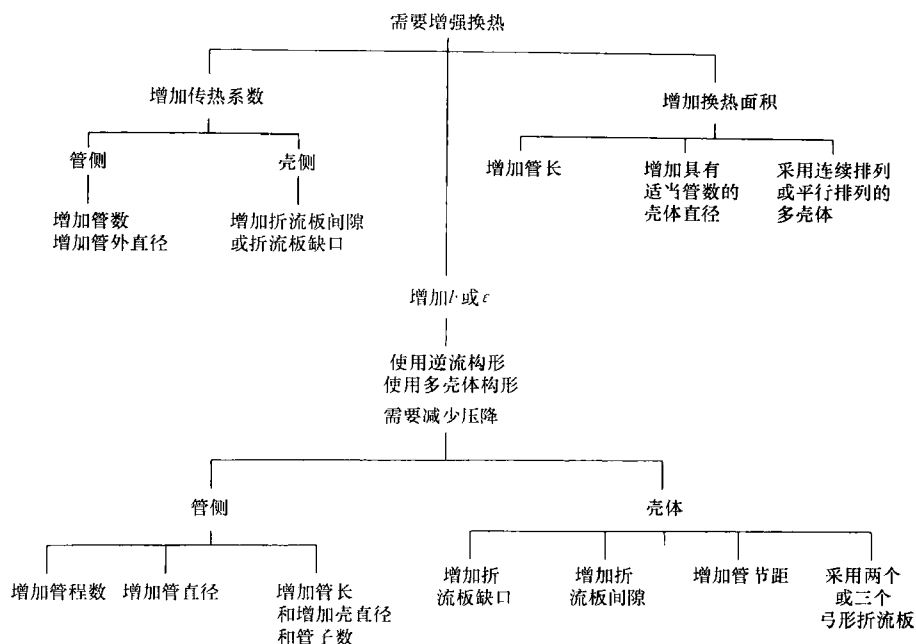 需要增强换热
增加传热系数
增加换热面积
管侧
壳侧
增加管长
增加具有
适当管数的
壳体直径
采用连续排列
或平行排列的
多壳体
增加管数
增加管外直径
增加折流板间隙
或折流板缺口
增加F或ε
使用逆流构形
使用多壳体构形
需要减少压降
管侧
壳体
增加管程数
增加管直径
增加管长
和增加壳直径
和管子数
增加折
流板缺口
增加折
流板间隙
增加管节距
采用两个
或三个
弓形折流板